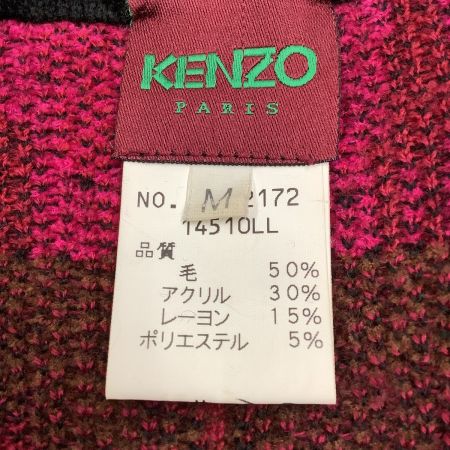 KENZO
PARIS
NO. M 2172
14510LL
品質
毛 50%
アクリル 30%
レーヨン 15%
ポリエステル 5%